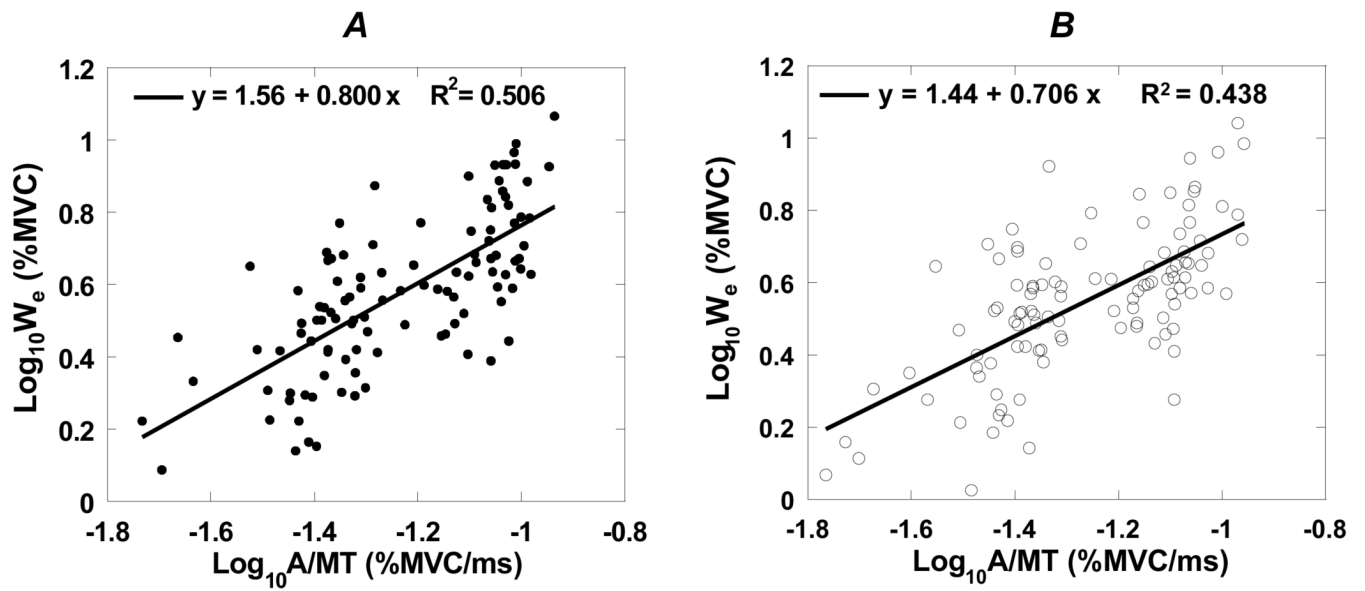 A
1.2
1
0.8
0.6
0.4
0.2
0
Log10We (%MVC)
y = 1.56 + 0.800 x R2= 0.506
-1.8 -1.6 -1.4 -1.2 -1 -0.8
Log10A/MT (%MVC/ms)
B
1.2
1
0.8
0.6
0.4
0.2
0
Log10We (%MVC)
y = 1.44 + 0.706 x R2 = 0.438
-1.8 -1.6 -1.4 -1.2 -1 -0.8
Log10A/MT (%MVC/ms)